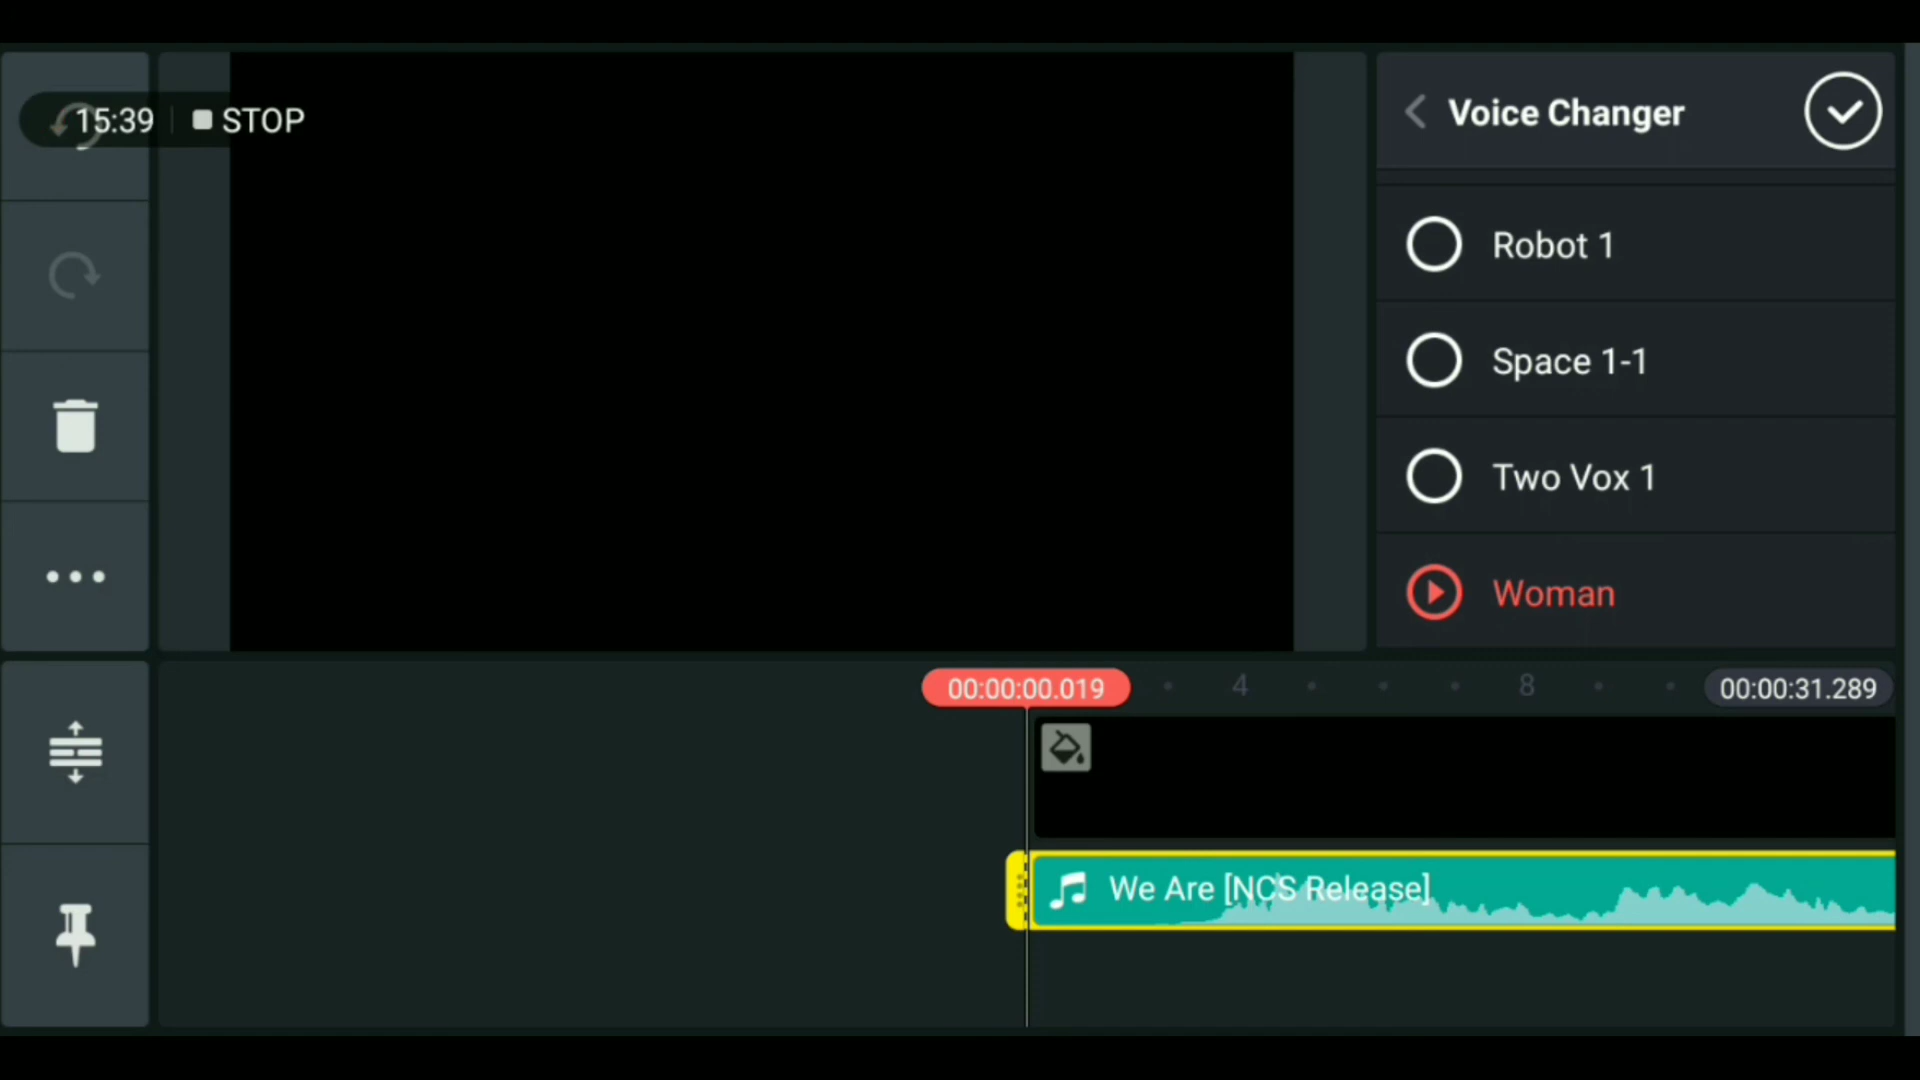 15:39 STOP
Voice Changer
Robot 1
Space 1-1
Two Vox 1
Woman
00:00:00.019 4 8 00:00:31.289
We Are [NCS Release]